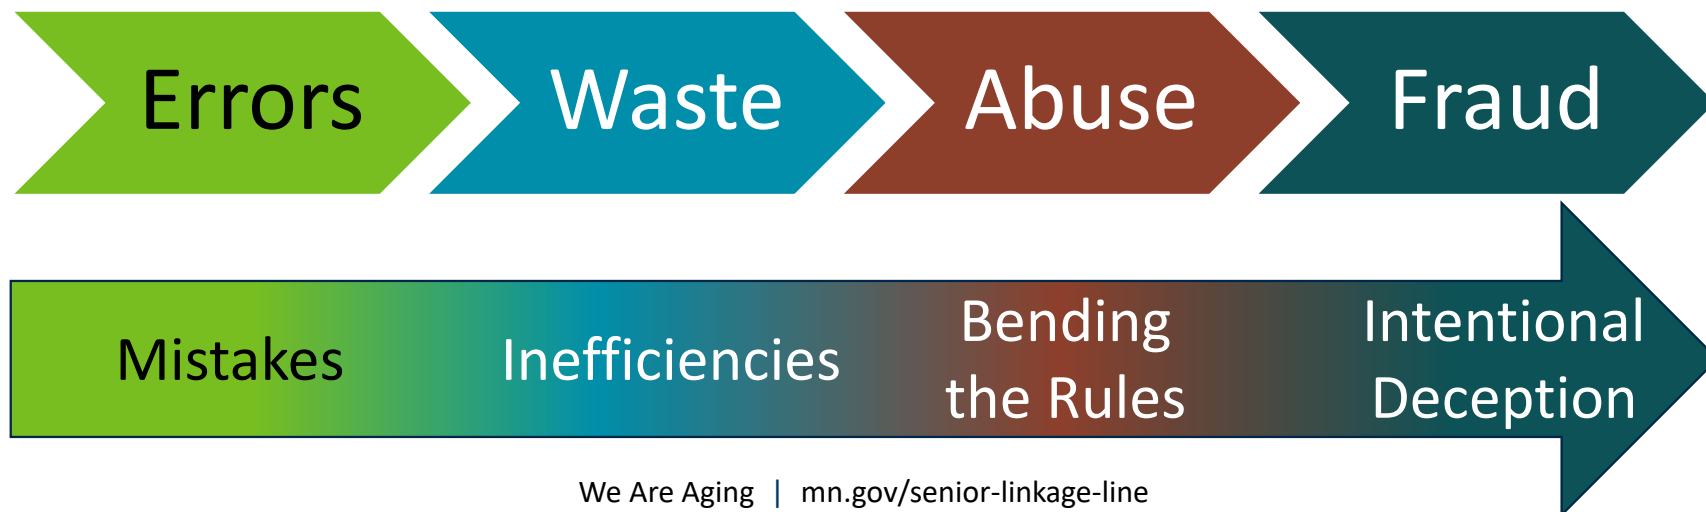 Errors
Waste
Abuse
Fraud
Mistakes
Inefficiencies
Bending
the Rules
Intentional
Deception
We Are Aging | mn.gov/senior-linkage-line